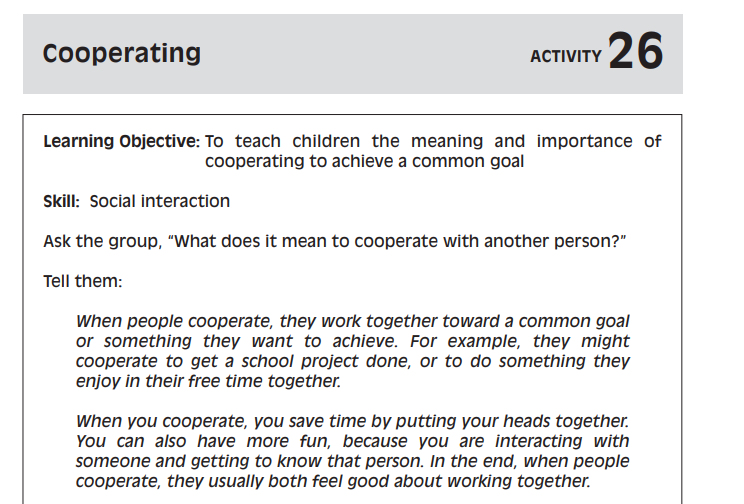 Cooperating
ACTIVITY 26
Learning Objective: To teach children the meaning and importance of
cooperating to achieve a common goal
Skill: Social interaction
Ask the group, “What does it mean to cooperate with another person?”
Tell them:
When people cooperate, they work together toward a common goal
or something they want to achieve. For example, they might
cooperate to get a school project done, or to do something they
enjoy in their free time together.
When you cooperate, you save time by putting your heads together.
You can also have more fun, because you are interacting with
someone and getting to know that person. In the end, when people
cooperate, they usually both feel good about working together.